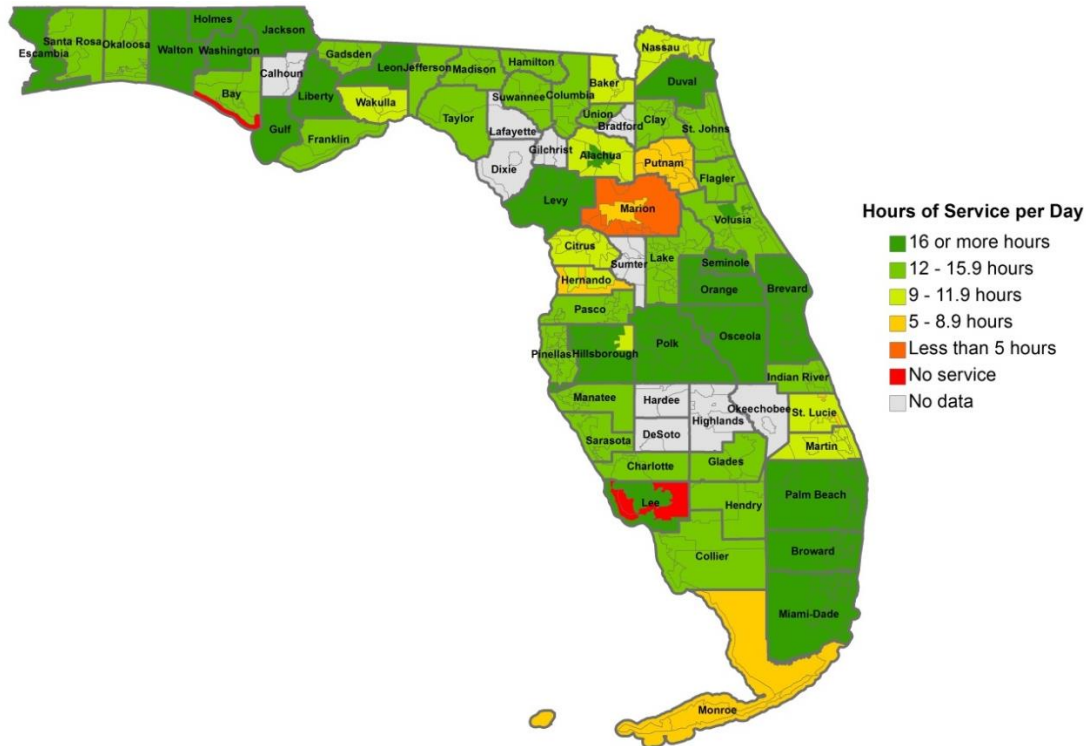 Holmes
Jackson
Santa Rosa
Okaloosa
Walton
Washington
Escambia
Calhoun
Bay
Gulf
Liberty
Gadsden
Leon
Jefferson
Madison
Hamilton
Wakulla
Franklin
Taylor
Suwannee
Columbia
Lafayette
Dixie
Gilchrist
Baker
Nassau
Duval
Union
Bradford
Clay
St. Johns
Alachua
Putnam
Flagler
Levy
Marion
Volusia
Citrus
Sumter
Lake
Seminole
Hernando
Orange
Brevard
Pasco
Osceola
Pinellas
Hillsborough
Polk
Indian River
Manatee
Hardee
Okeechobee
St. Lucie
Highlands
Sarasota
DeSoto
Martin
Charlotte
Glades
Lee
Hendry
Palm Beach
Collier
Broward
Miami-Dade
Monroe
Hours of Service per Day
16 or more hours
12 - 15.9 hours
9 - 11.9 hours
5 - 8.9 hours
Less than 5 hours
No service
No data